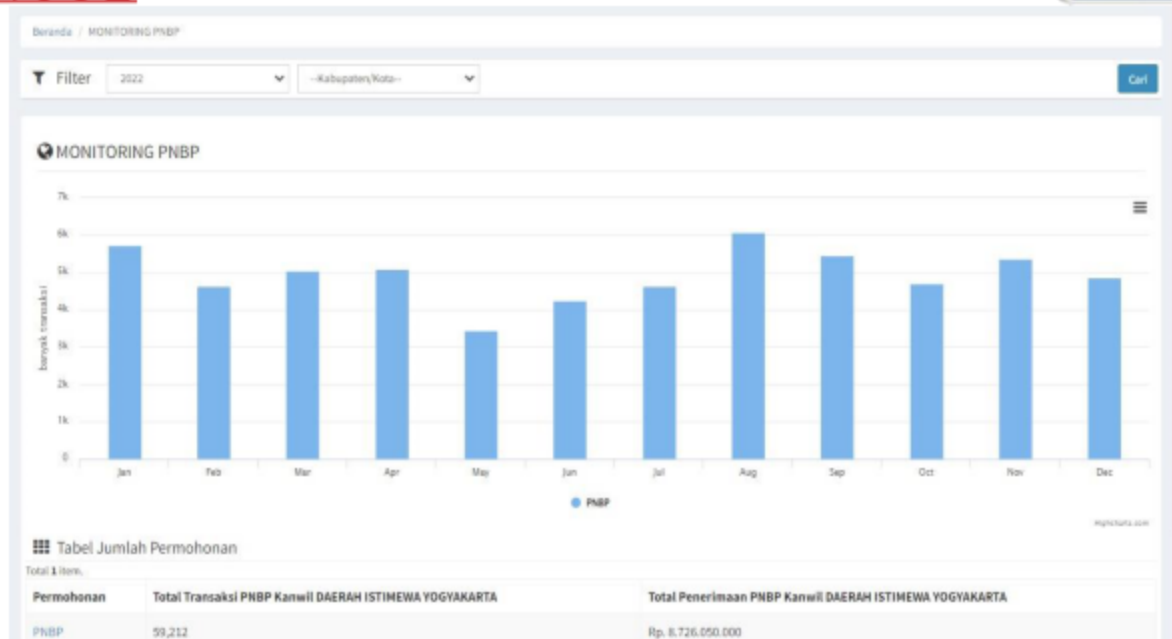 Beranda / MONITORING PNBP
Filter 2022 --Kabupaten/Kota-- Cari
MONITORING PNBP
7k
6k
5k
4k
3k
2k
1k
0
banyak transaksi
Jan Feb Mar Apr May Jun Jul Aug Sep Oct Nov Dec
PNBP
Highcharts.com
Tabel Jumlah Permohonan
Total 1 item.
Permohonan Total Transaksi PNBP Kanwil DAERAH ISTIMEWA YOGYAKARTA Total Penerimaan PNBP Kanwil DAERAH ISTIMEWA YOGYAKARTA
PNBP 59,212 Rp. 8.726.050.000